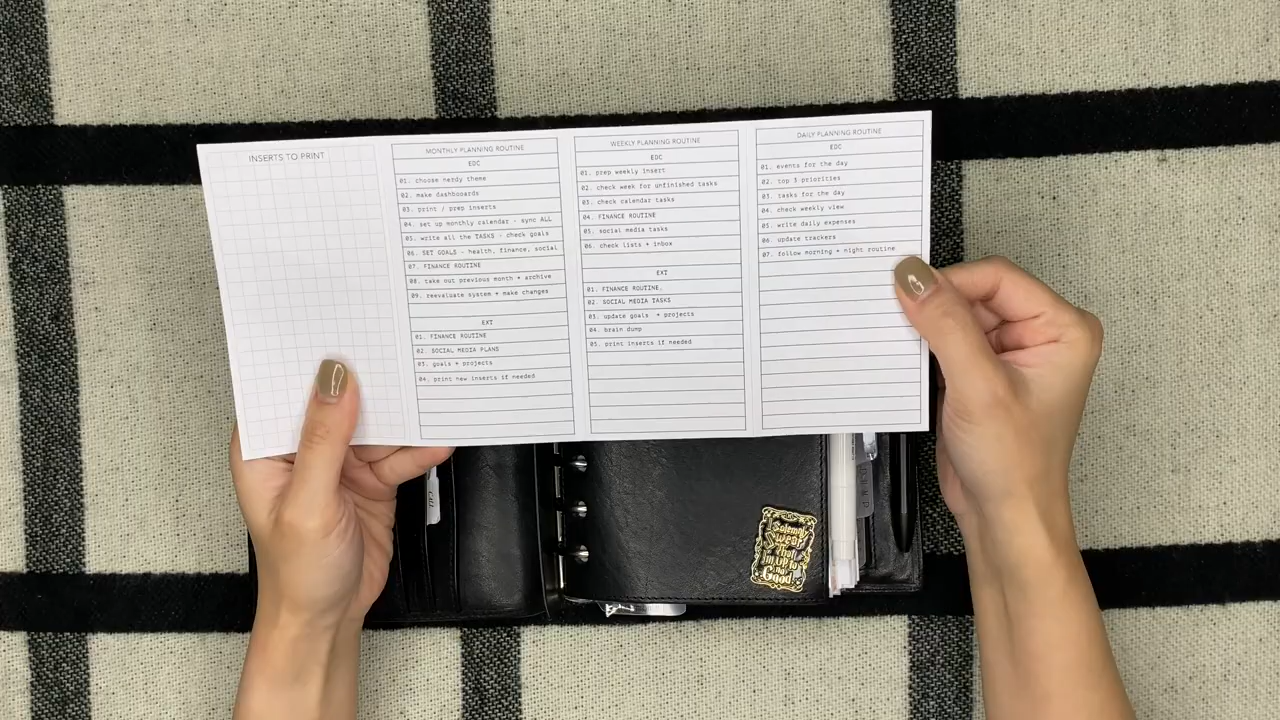 INSERTS TO PRINT
MONTHLY PLANNING ROUTINE
EDC
01. choose nerdy theme
02. make dashboards
03. print / prep inserts
04. set up monthly calendar - sync ALL
05. write all the TASKS - check goals
06. SET GOALS - health, finance, social
07. FINANCE ROUTINE
08. take out previous month + archive
09. reevaluate system + make changes
EXT
01. FINANCE ROUTINE
02. SOCIAL MEDIA PLANS
03. goals + projects
04. print new inserts if needed
WEEKLY PLANNING ROUTINE
EDC
01. prep weekly insert
02. check week for unfinished tasks
03. check calendar tasks
04. FINANCE ROUTINE
05. social media tasks
06. check lists + inbox
EXT
01. FINANCE ROUTINE.
02. SOCIAL MEDIA TASKS
03. update goals + projects
04. brain dump
05. print inserts if needed
DAILY PLANNING ROUTINE
EDC
01. events for the day
02. top 3 priorities
03. tasks for the day
04. check weekly view
05. write daily expenses
06. update trackers
07. follow morning + night routine
I Solemnly
Swear
that
I'm Up To
no
Good